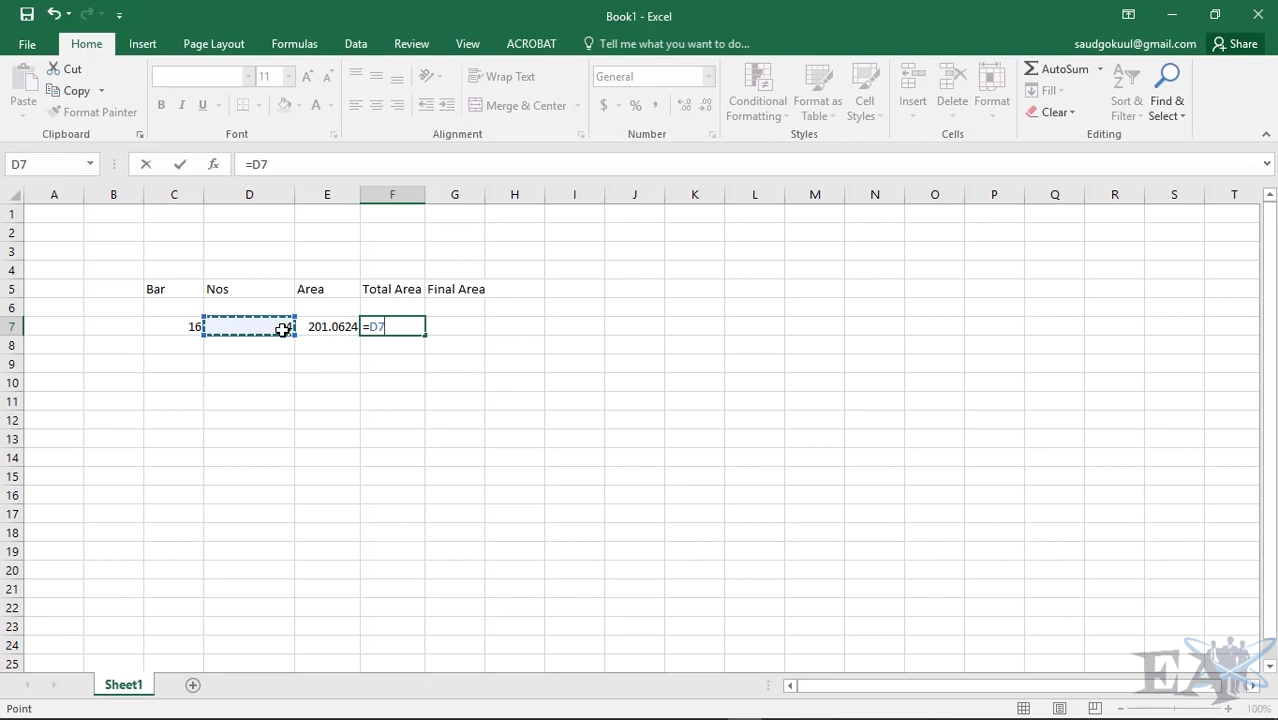 Book1 - Excel
File Home Insert Page Layout Formulas Data Review View ACROBAT Tell me what you want to do... saudgokuul@gmail.com Share
Paste Cut Copy Format Painter Clipboard
11 B I U A A A Font
Wrap Text Merge & Center Alignment
General $ % , Number
Conditional Formatting Format as Table Cell Styles Styles
Insert Delete Format Cells
AutoSum Fill Clear Sort & Filter Find & Select Editing
D7 fx =D7
A B C D E F G H I J K L M N O P Q R S T
1
2
3
4
5 Bar Nos Area Total Area Final Area
6
7 16 4 201.0624 =D7
8
9
10
11
12
13
14
15
16
17
18
19
20
21
22
23
24
25
Sheet1
Point 100%
EA